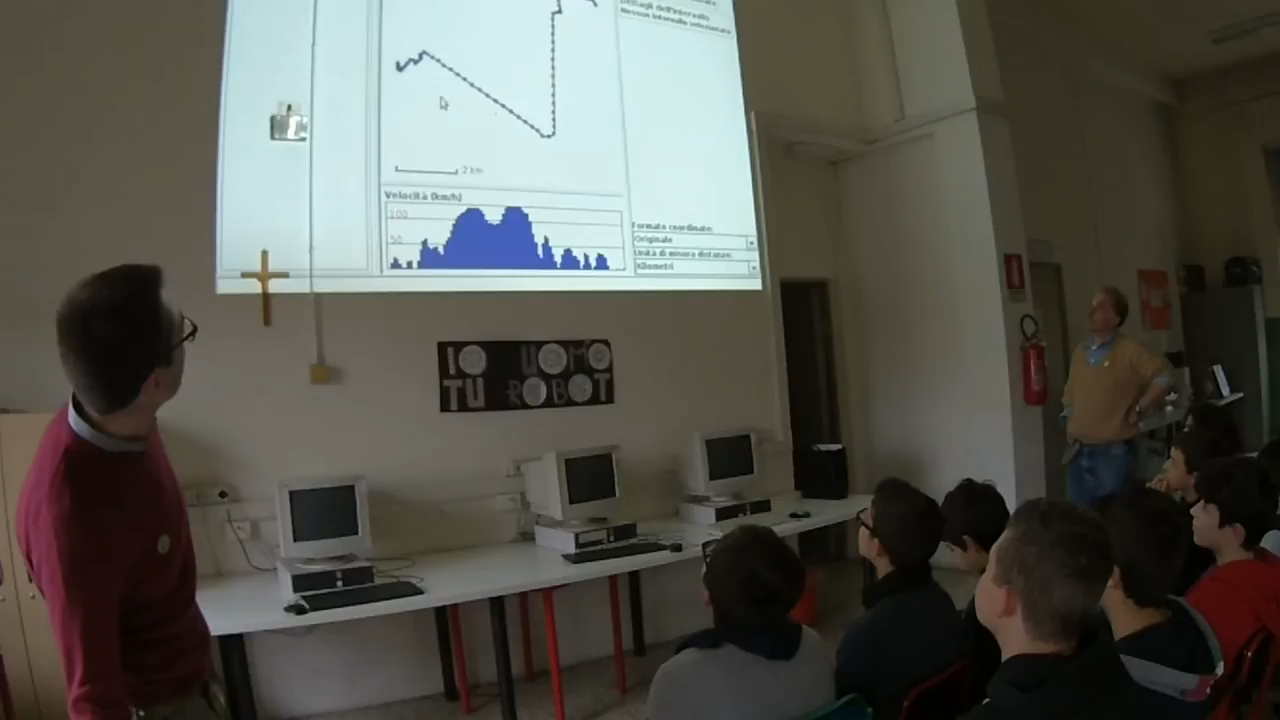 Dettagli dell'intervallo
Nessun intervallo selezionato
2 km
Velocità (km/h)
100
50
Formato coordinate:
Originale
Unità di misura distanze:
Kilometri
IO UOMO
TU ROBOT